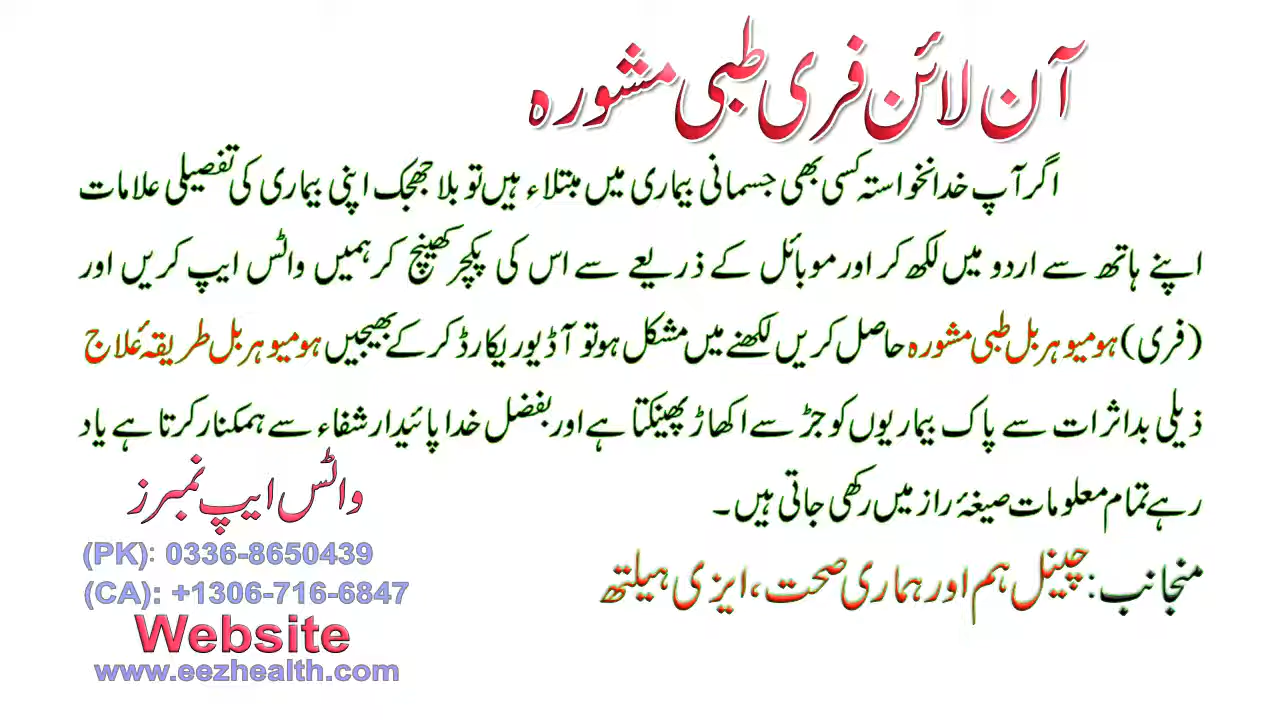 آن لائن فری طبی مشورہ
اگر آپ خدانخواستہ کسی بھی جسمانی بیماری میں مبتلاء ہیں تو بلا جھجک اپنی بیماری کی تفصیلی علامات
اپنے ہاتھ سے اردو میں لکھ کر اور موبائل کے ذریعے سے اس کی پکچر کھینچ کر ہمیں واٹس ایپ کریں اور
(فری) ہومیو ہربل طبی مشورہ حاصل کریں لکھنے میں مشکل ہو تو آڈیو ریکارڈ کر کے بھیجیں ہومیو ہربل طریقۂ علاج
ذیلی بداثرات سے پاک بیماریوں کو جڑ سے اکھاڑ پھینکتا ہے اور بفضل خدا پائیدار شفاء سے ہمکنار کرتا ہے یاد
رہے تمام معلومات صیغۂ راز میں رکھی جاتی ہیں۔
منجانب: چینل ہم اور ہماری صحت، ایزی ہیلتھ
واٹس ایپ نمبرز
(PK): 0336-8650439
(CA): +1306-716-6847
Website
www.eezhealth.com